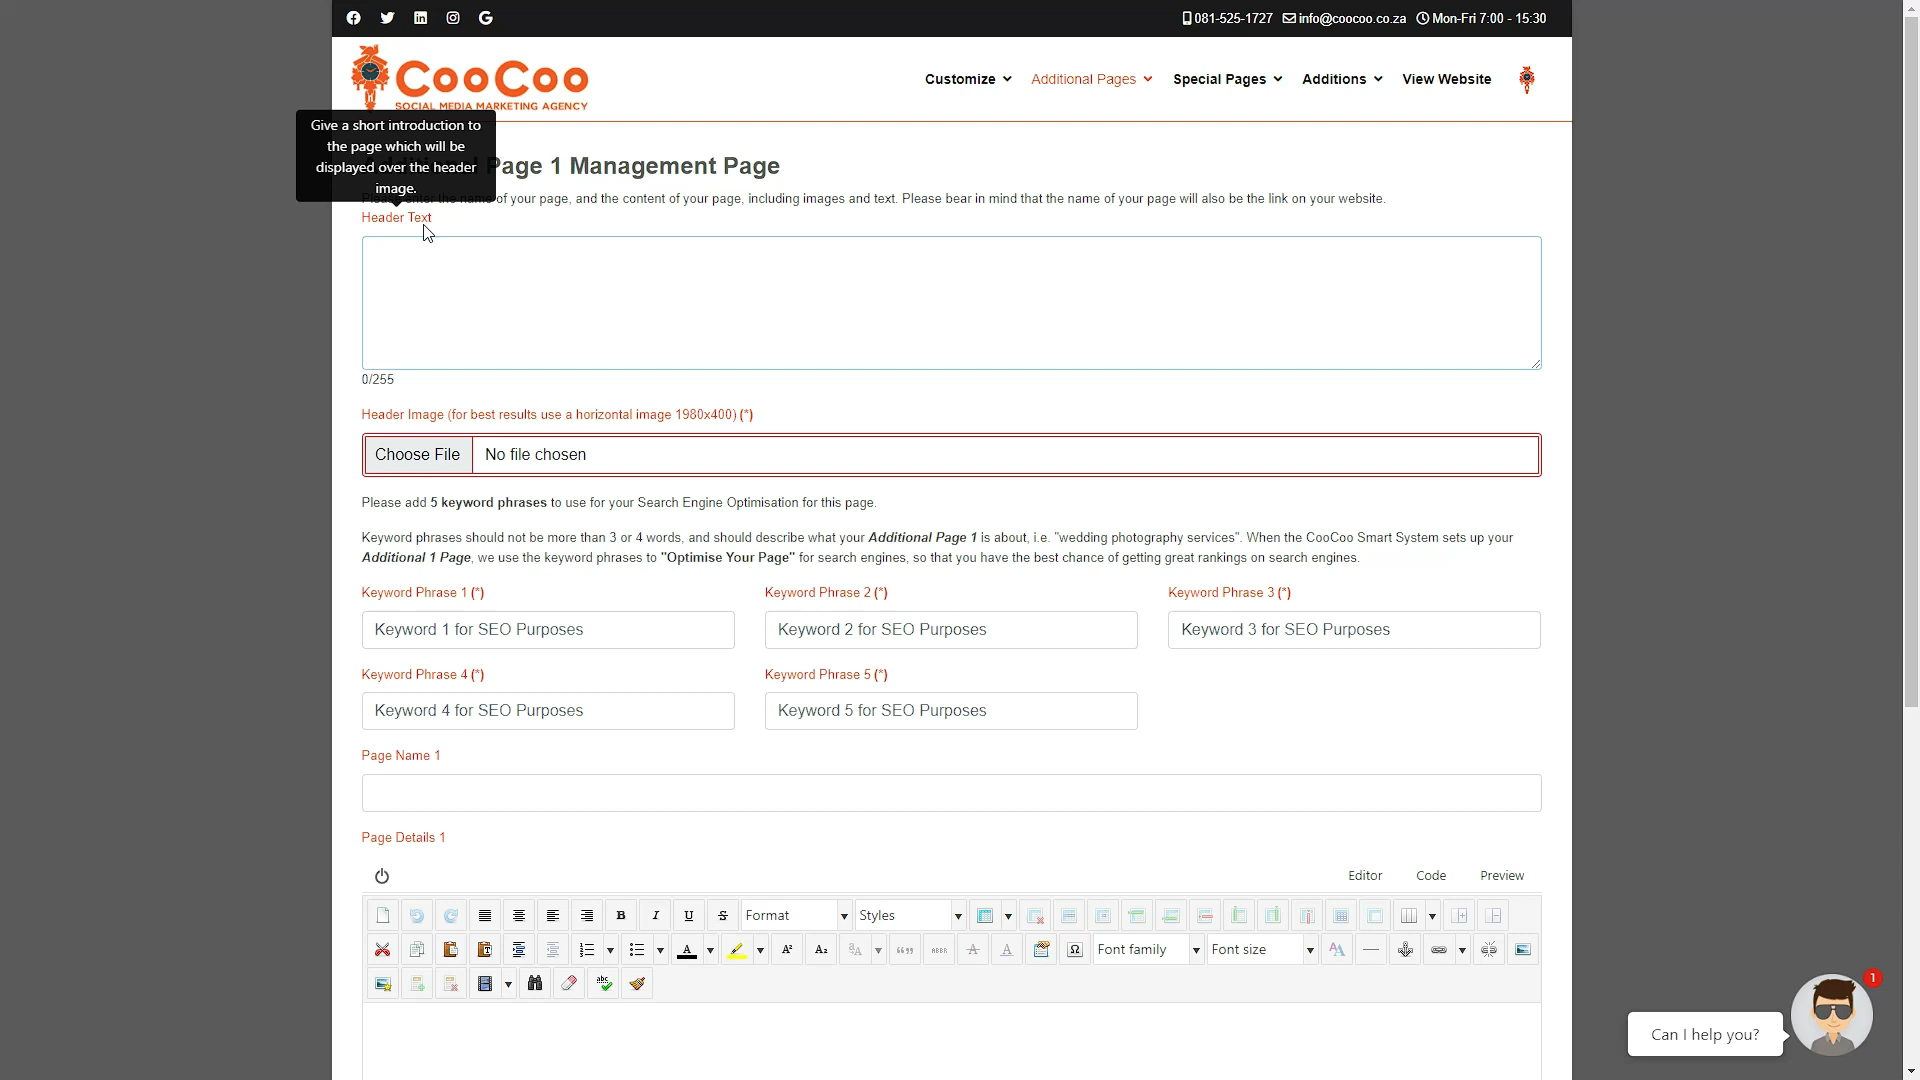 081-525-1727 info@coocoo.co.za Mon-Fri 7:00 - 15:30
CooCoo
SOCIAL MEDIA MARKETING AGENCY
Customize Additional Pages Special Pages Additions View Website
Give a short introduction to
the page which will be
displayed over the header
image.
Page 1 Management Page
of your page, and the content of your page, including images and text. Please bear in mind that the name of your page will also be the link on your website.
Header Text
0/255
Header Image (for best results use a horizontal image 1980x400) (*)
Choose File No file chosen
Please add 5 keyword phrases to use for your Search Engine Optimisation for this page.
Keyword phrases should not be more than 3 or 4 words, and should describe what your Additional Page 1 is about, i.e. "wedding photography services". When the CooCoo Smart System sets up your
Additional 1 Page, we use the keyword phrases to "Optimise Your Page" for search engines, so that you have the best chance of getting great rankings on search engines.
Keyword Phrase 1 (*) Keyword Phrase 2 (*) Keyword Phrase 3 (*)
Keyword 1 for SEO Purposes Keyword 2 for SEO Purposes Keyword 3 for SEO Purposes
Keyword Phrase 4 (*) Keyword Phrase 5 (*)
Keyword 4 for SEO Purposes Keyword 5 for SEO Purposes
Page Name 1
Page Details 1
Editor Code Preview
Format Styles
Font family Font size
1
Can I help you?